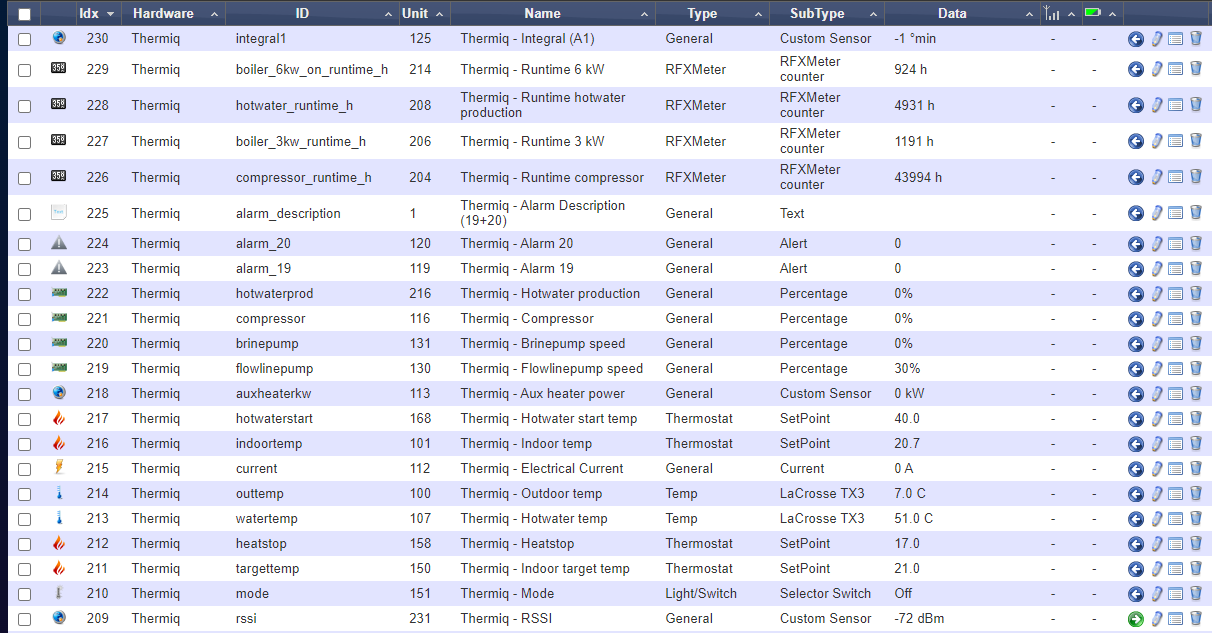 Idx Hardware ID Unit Name Type SubType Data
230 Thermiq integral1 125 Thermiq - Integral (A1) General Custom Sensor -1 °min - -
229 Thermiq boiler_6kw_on_runtime_h 214 Thermiq - Runtime 6 kW RFXMeter RFXMeter counter 924 h - -
228 Thermiq hotwater_runtime_h 208 Thermiq - Runtime hotwater production RFXMeter RFXMeter counter 4931 h - -
227 Thermiq boiler_3kw_runtime_h 206 Thermiq - Runtime 3 kW RFXMeter RFXMeter counter 1191 h - -
226 Thermiq compressor_runtime_h 204 Thermiq - Runtime compressor RFXMeter RFXMeter counter 43994 h - -
225 Thermiq alarm_description 1 Thermiq - Alarm Description (19+20) General Text - -
224 Thermiq alarm_20 120 Thermiq - Alarm 20 General Alert 0 - -
223 Thermiq alarm_19 119 Thermiq - Alarm 19 General Alert 0 - -
222 Thermiq hotwaterprod 216 Thermiq - Hotwater production General Percentage 0% - -
221 Thermiq compressor 116 Thermiq - Compressor General Percentage 0% - -
220 Thermiq brinepump 131 Thermiq - Brinepump speed General Percentage 0% - -
219 Thermiq flowlinepump 130 Thermiq - Flowlinepump speed General Percentage 30% - -
218 Thermiq auxheaterkw 113 Thermiq - Aux heater power General Custom Sensor 0 kW - -
217 Thermiq hotwaterstart 168 Thermiq - Hotwater start temp Thermostat SetPoint 40.0 - -
216 Thermiq indoortemp 101 Thermiq - Indoor temp Thermostat SetPoint 20.7 - -
215 Thermiq current 112 Thermiq - Electrical Current General Current 0 A - -
214 Thermiq outtemp 100 Thermiq - Outdoor temp Temp LaCrosse TX3 7.0 C - -
213 Thermiq watertemp 107 Thermiq - Hotwater temp Temp LaCrosse TX3 51.0 C - -
212 Thermiq heatstop 158 Thermiq - Heatstop Thermostat SetPoint 17.0 - -
211 Thermiq targettemp 150 Thermiq - Indoor target temp Thermostat SetPoint 21.0 - -
210 Thermiq mode 151 Thermiq - Mode Light/Switch Selector Switch Off - -
209 Thermiq rssi 231 Thermiq - RSSI General Custom Sensor -72 dBm - -